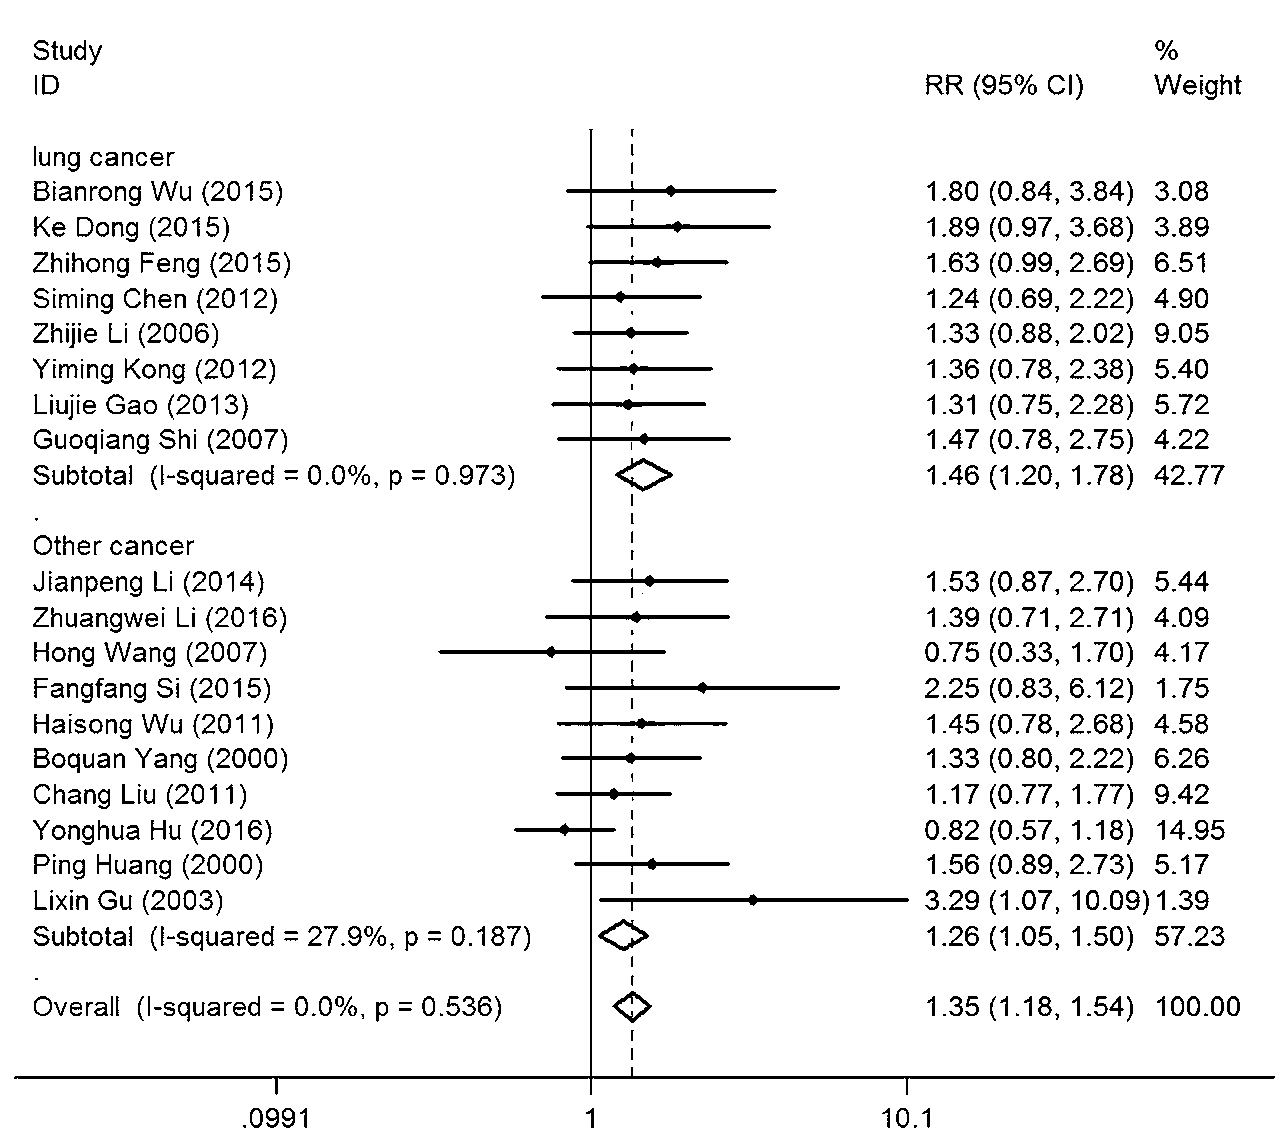 Study %
ID RR (95% CI) Weight
lung cancer
Bianrong Wu (2015) 1.80 (0.84, 3.84) 3.08
Ke Dong (2015) 1.89 (0.97, 3.68) 3.89
Zhihong Feng (2015) 1.63 (0.99, 2.69) 6.51
Siming Chen (2012) 1.24 (0.69, 2.22) 4.90
Zhijie Li (2006) 1.33 (0.88, 2.02) 9.05
Yiming Kong (2012) 1.36 (0.78, 2.38) 5.40
Liujie Gao (2013) 1.31 (0.75, 2.28) 5.72
Guoqiang Shi (2007) 1.47 (0.78, 2.75) 4.22
Subtotal (I-squared = 0.0%, p = 0.973) 1.46 (1.20, 1.78) 42.77
.
Other cancer
Jianpeng Li (2014) 1.53 (0.87, 2.70) 5.44
Zhuangwei Li (2016) 1.39 (0.71, 2.71) 4.09
Hong Wang (2007) 0.75 (0.33, 1.70) 4.17
Fangfang Si (2015) 2.25 (0.83, 6.12) 1.75
Haisong Wu (2011) 1.45 (0.78, 2.68) 4.58
Boquan Yang (2000) 1.33 (0.80, 2.22) 6.26
Chang Liu (2011) 1.17 (0.77, 1.77) 9.42
Yonghua Hu (2016) 0.82 (0.57, 1.18) 14.95
Ping Huang (2000) 1.56 (0.89, 2.73) 5.17
Lixin Gu (2003) 3.29 (1.07, 10.09) 1.39
Subtotal (I-squared = 27.9%, p = 0.187) 1.26 (1.05, 1.50) 57.23
.
Overall (I-squared = 0.0%, p = 0.536) 1.35 (1.18, 1.54) 100.00
.0991 1 10.1